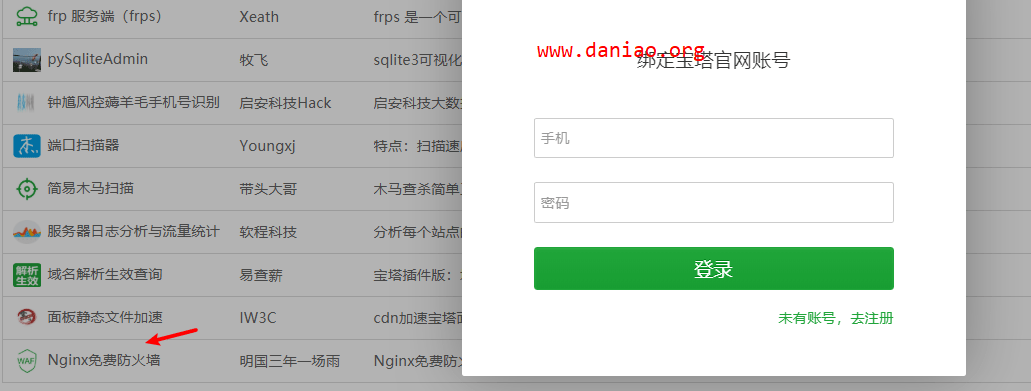 frp 服务端（frps） Xeath frps 是一个可
pySqliteAdmin 牧飞 sqlite3可视化
钟馗风控薅羊毛手机号识别 启安科技Hack 启安科技大数
端口扫描器 Youngxj 特点：扫描速
简易木马扫描 带头大哥 木马查杀简单
服务器日志分析与流量统计 软程科技 分析每个站点
解析
生效
域名解析生效查询 易查薪 宝塔插件版：
面板静态文件加速 IW3C cdn加速宝塔面
WAF
Nginx免费防火墙 明国三年一场雨 Nginx免费防火
www.daniao.org
绑定宝塔官网账号
手机
密码
登录
未有账号，去注册